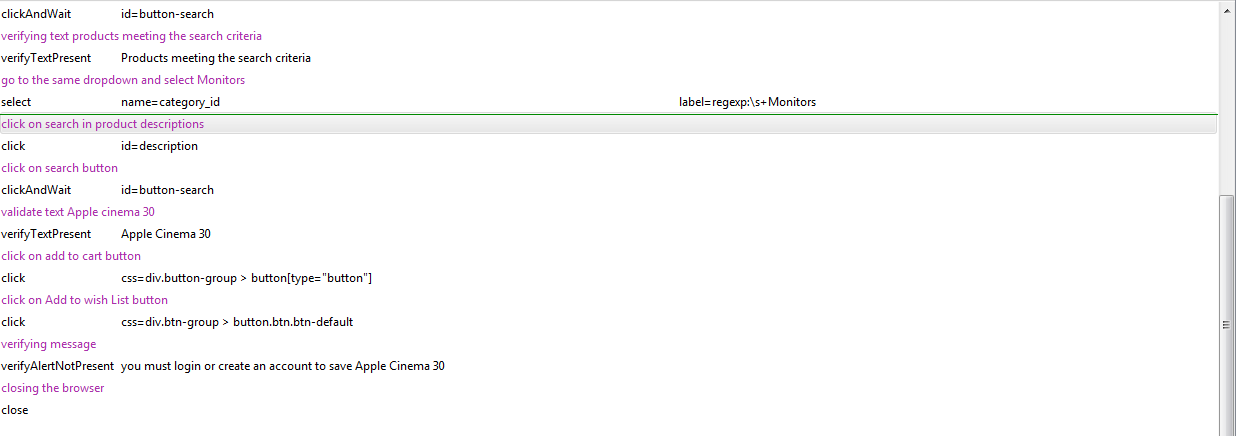 clickAndWait id=button-search
verifying text products meeting the search criteria
verifyTextPresent Products meeting the search criteria
go to the same dropdown and select Monitors
select name=category_id label=regexp:\s+Monitors
click on search in product descriptions
click id=description
click on search button
clickAndWait id=button-search
validate text Apple cinema 30
verifyTextPresent Apple Cinema 30
click on add to cart button
click css=div.button-group > button[type="button"]
click on Add to wish List button
click css=div.btn-group > button.btn.btn-default
verifying message
verifyAlertNotPresent you must login or create an account to save Apple Cinema 30
closing the browser
close